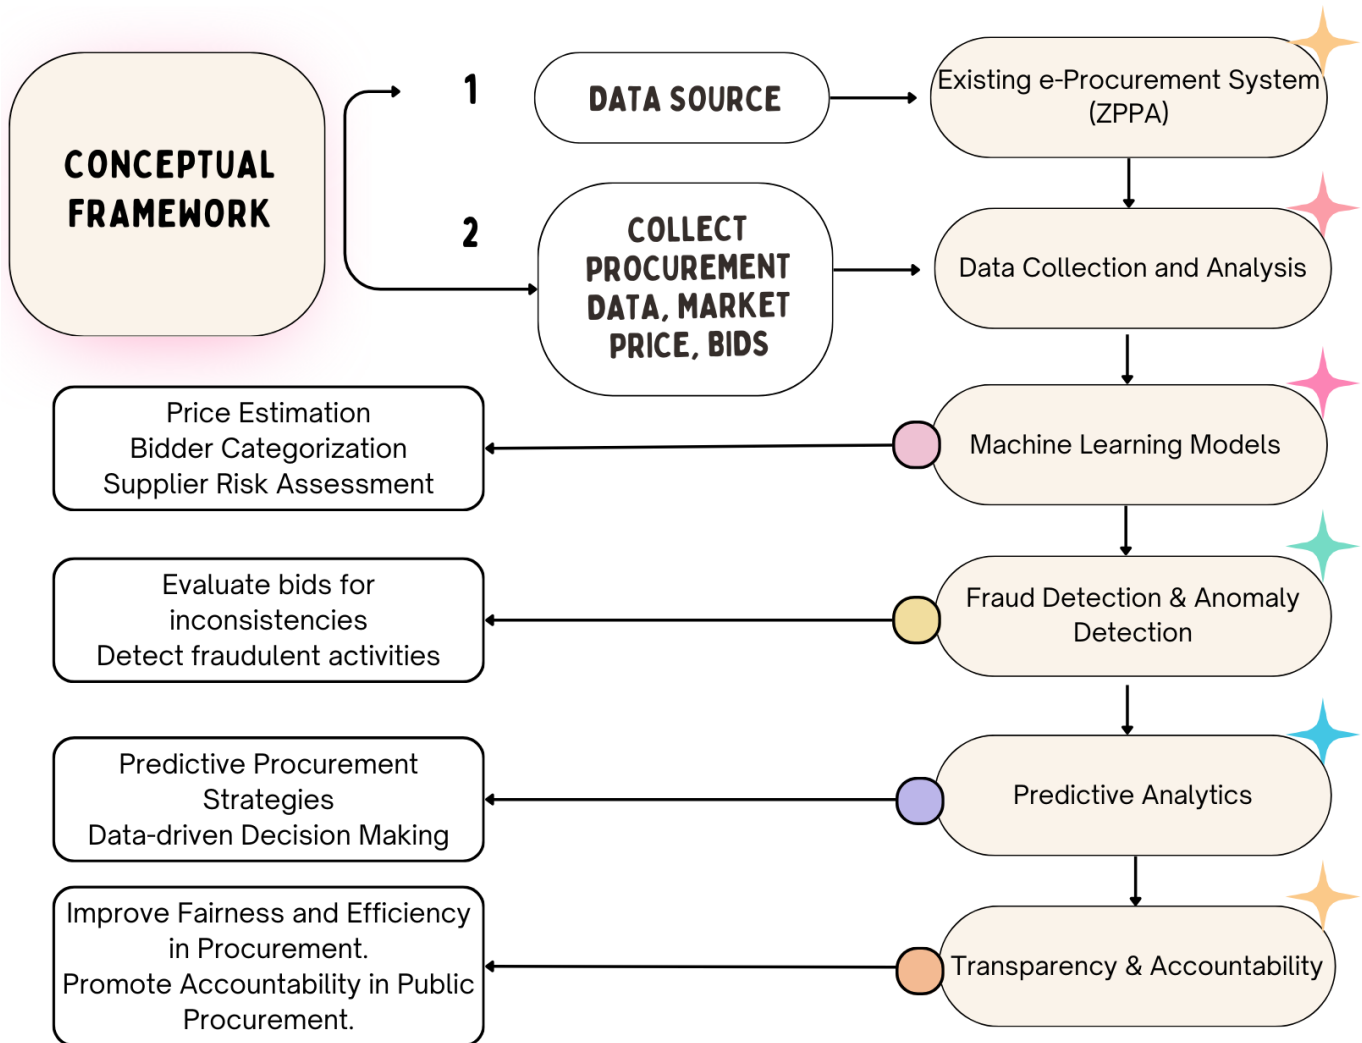 CONCEPTUAL
FRAMEWORK
1
DATA SOURCE
Existing e-Procurement System
(ZPPA)
2
COLLECT
PROCUREMENT
DATA, MARKET
PRICE, BIDS
Data Collection and Analysis
Price Estimation
Bidder Categorization
Supplier Risk Assessment
Machine Learning Models
Evaluate bids for
inconsistencies
Detect fraudulent activities
Fraud Detection & Anomaly
Detection
Predictive Procurement
Strategies
Data-driven Decision Making
Predictive Analytics
Improve Fairness and Efficiency
in Procurement.
Promote Accountability in Public
Procurement.
Transparency & Accountability